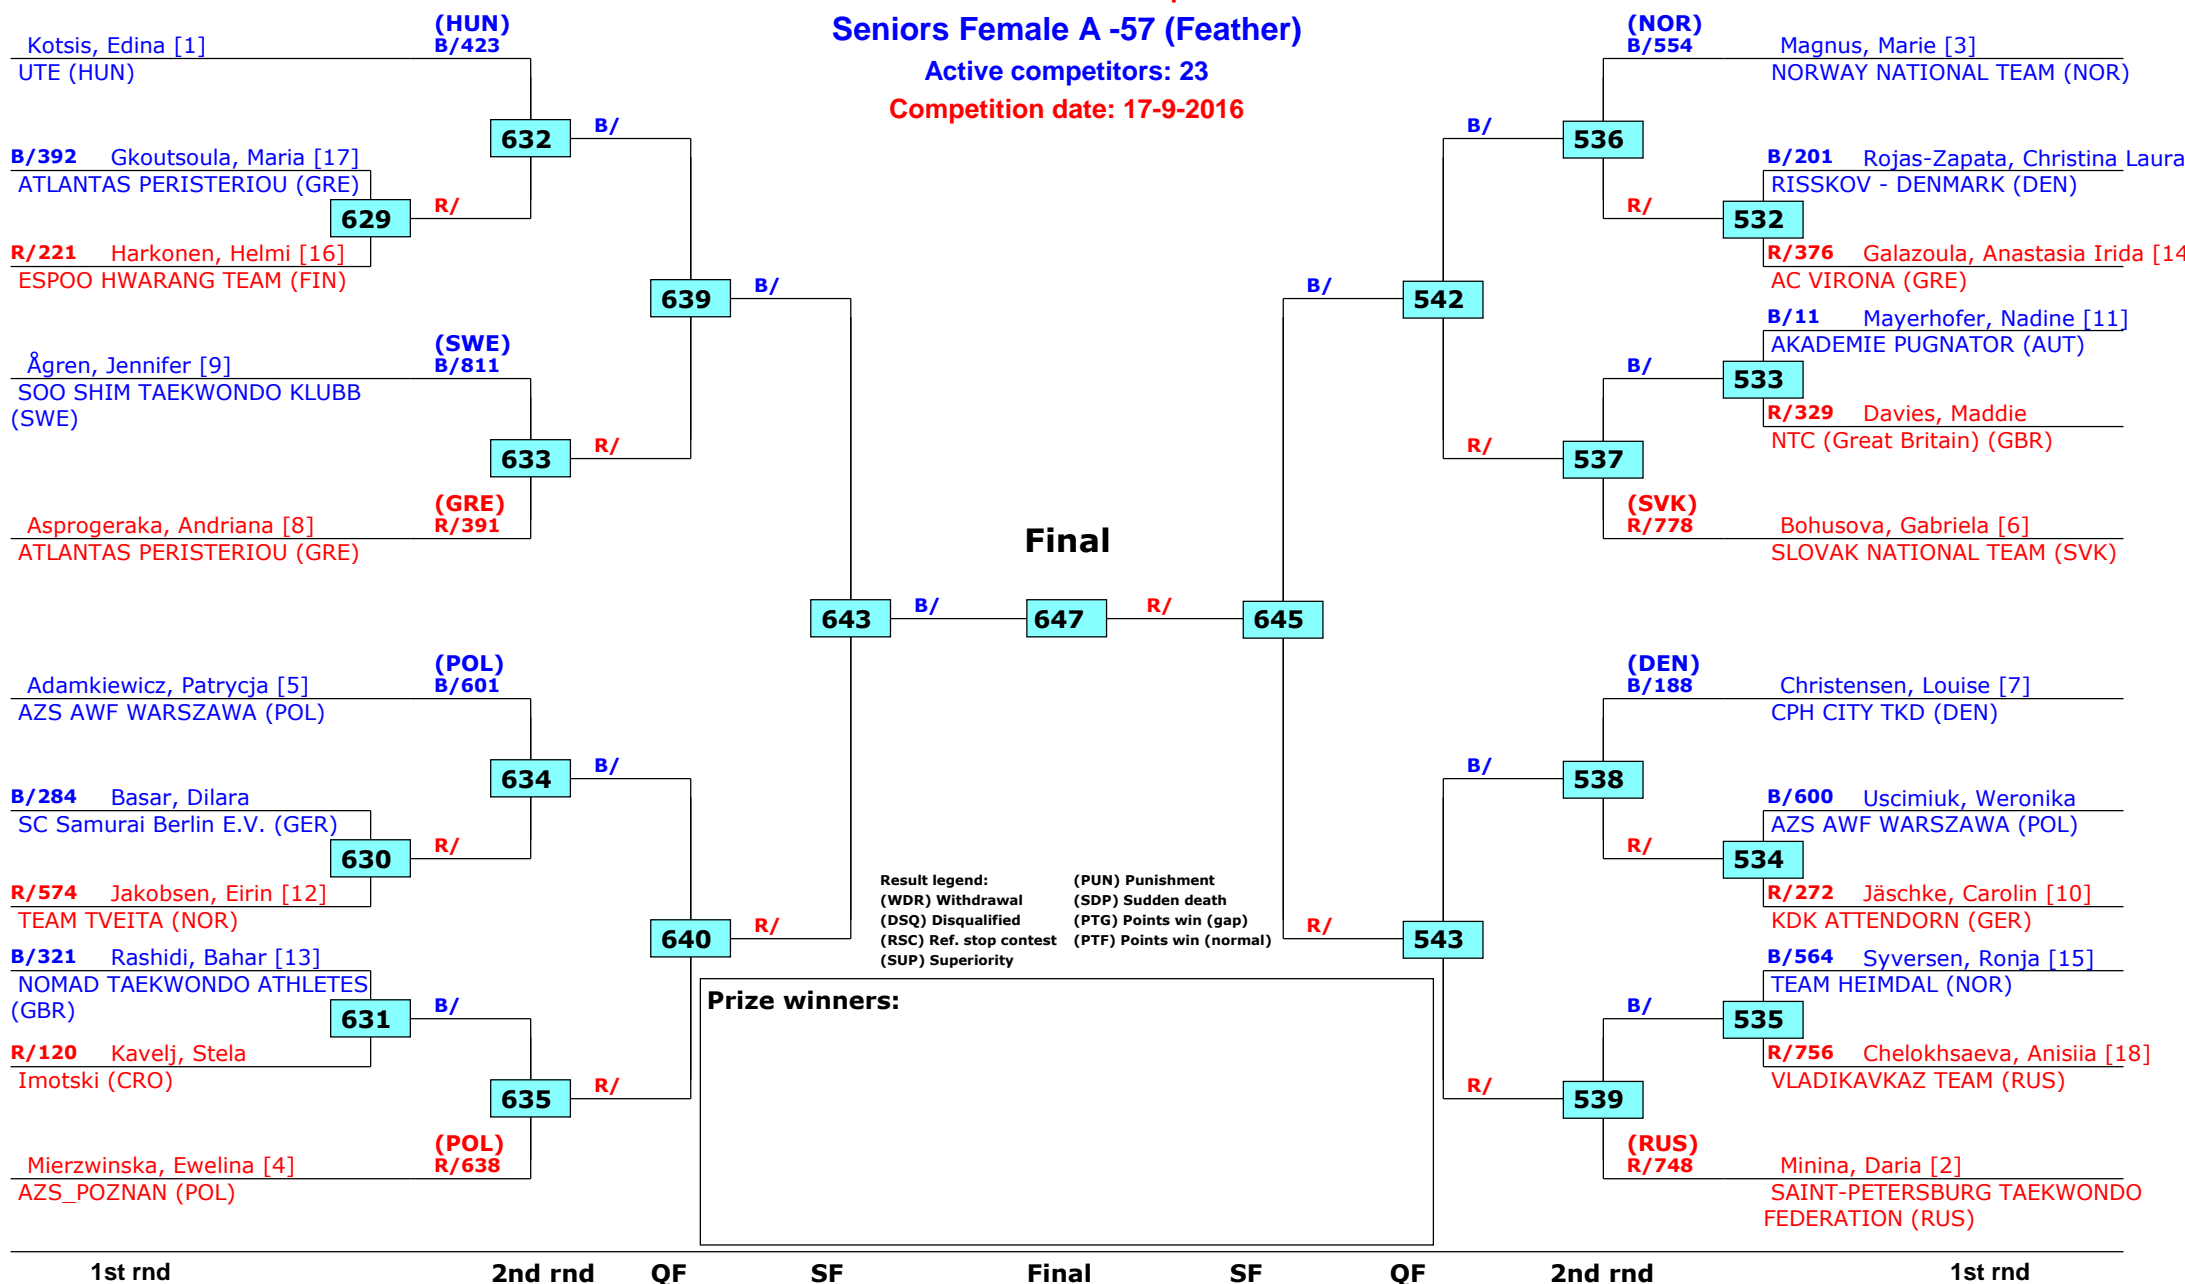 Seniors Female A -57 (Feather)
Active competitors: 23
Competition date: 17-9-2016
(HUN)
Kotsis, Edina [1] B/423
UTE (HUN)
632 B/
B/392 Gkoutsoula, Maria [17]
ATLANTAS PERISTERIOU (GRE)
629 R/
R/221 Harkonen, Helmi [16]
ESPOO HWARANG TEAM (FIN)
639 B/
(SWE)
Ågren, Jennifer [9] B/811
SOO SHIM TAEKWONDO KLUBB
(SWE)
633 R/
(GRE)
Asprogeraka, Andriana [8] R/391
ATLANTAS PERISTERIOU (GRE)
643 B/
(POL)
Adamkiewicz, Patrycja [5] B/601
AZS AWF WARSZAWA (POL)
634 B/
B/284 Basar, Dilara
SC Samurai Berlin E.V. (GER)
630 R/
R/574 Jakobsen, Eirin [12]
TEAM TVEITA (NOR)
640 R/
B/321 Rashidi, Bahar [13]
NOMAD TAEKWONDO ATHLETES
(GBR)
631 B/
R/120 Kavelj, Stela
Imotski (CRO)
635 R/
(POL)
Mierzwinska, Ewelina [4] R/638
AZS_POZNAN (POL)
Final
647
(NOR)
B/554 Magnus, Marie [3]
NORWAY NATIONAL TEAM (NOR)
B/ 536
B/201 Rojas-Zapata, Christina Laura
RISSKOV - DENMARK (DEN)
R/ 532
R/376 Galazoula, Anastasia Irida [14
AC VIRONA (GRE)
B/ 542
B/11 Mayerhofer, Nadine [11]
AKADEMIE PUGNATOR (AUT)
B/ 533
R/329 Davies, Maddie
NTC (Great Britain) (GBR)
R/ 537
(SVK)
R/778 Bohusova, Gabriela [6]
SLOVAK NATIONAL TEAM (SVK)
R/ 645
(DEN)
B/188 Christensen, Louise [7]
CPH CITY TKD (DEN)
B/ 538
B/600 Uscimiuk, Weronika
AZS AWF WARSZAWA (POL)
R/ 534
R/272 Jäschke, Carolin [10]
KDK ATTENDORN (GER)
R/ 543
B/564 Syversen, Ronja [15]
TEAM HEIMDAL (NOR)
B/ 535
R/756 Chelokhsaeva, Anisiia [18]
VLADIKAVKAZ TEAM (RUS)
R/ 539
(RUS)
R/748 Minina, Daria [2]
SAINT-PETERSBURG TAEKWONDO
FEDERATION (RUS)
Result legend: (PUN) Punishment
(WDR) Withdrawal (SDP) Sudden death
(DSQ) Disqualified (PTG) Points win (gap)
(RSC) Ref. stop contest (PTF) Points win (normal)
(SUP) Superiority
Prize winners:
1st rnd 2nd rnd QF SF Final SF QF 2nd rnd 1st rnd